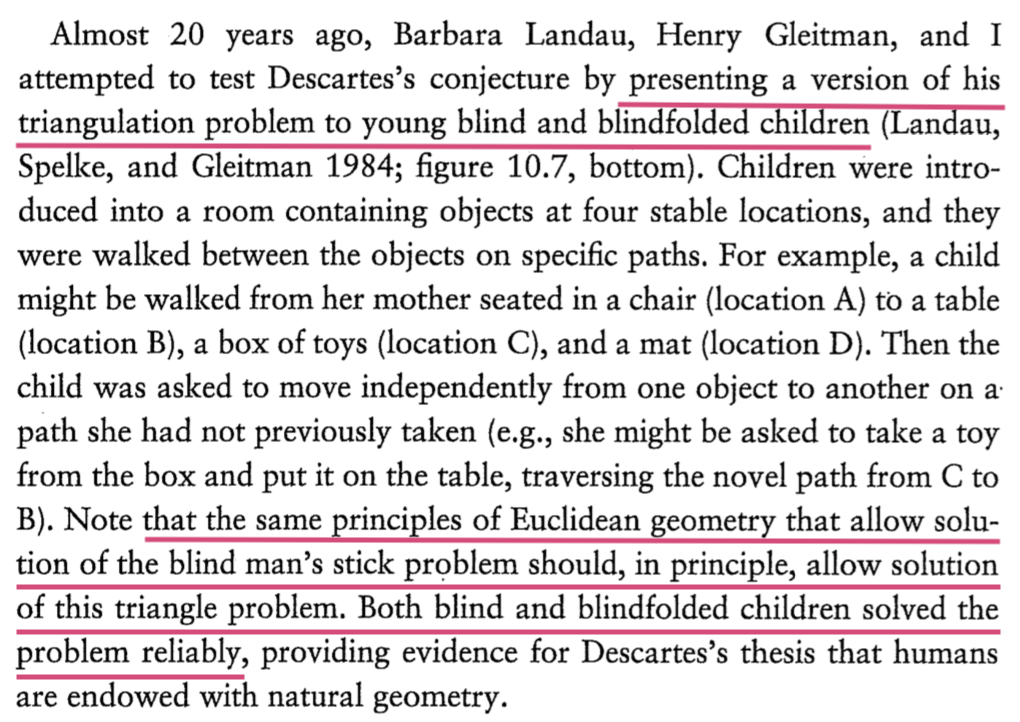 Almost 20 years ago, Barbara Landau, Henry Gleitman, and I
attempted to test Descartes's conjecture by presenting a version of his
triangulation problem to young blind and blindfolded children (Landau,
Spelke, and Gleitman 1984; figure 10.7, bottom). Children were intro-
duced into a room containing objects at four stable locations, and they
were walked between the objects on specific paths. For example, a child
might be walked from her mother seated in a chair (location A) to a table
(location B), a box of toys (location C), and a mat (location D). Then the
child was asked to move independently from one object to another on a
path she had not previously taken (e.g., she might be asked to take a toy
from the box and put it on the table, traversing the novel path from C to
B). Note that the same principles of Euclidean geometry that allow solu-
tion of the blind man's stick problem should, in principle, allow solution
of this triangle problem. Both blind and blindfolded children solved the
problem reliably, providing evidence for Descartes's thesis that humans
are endowed with natural geometry.